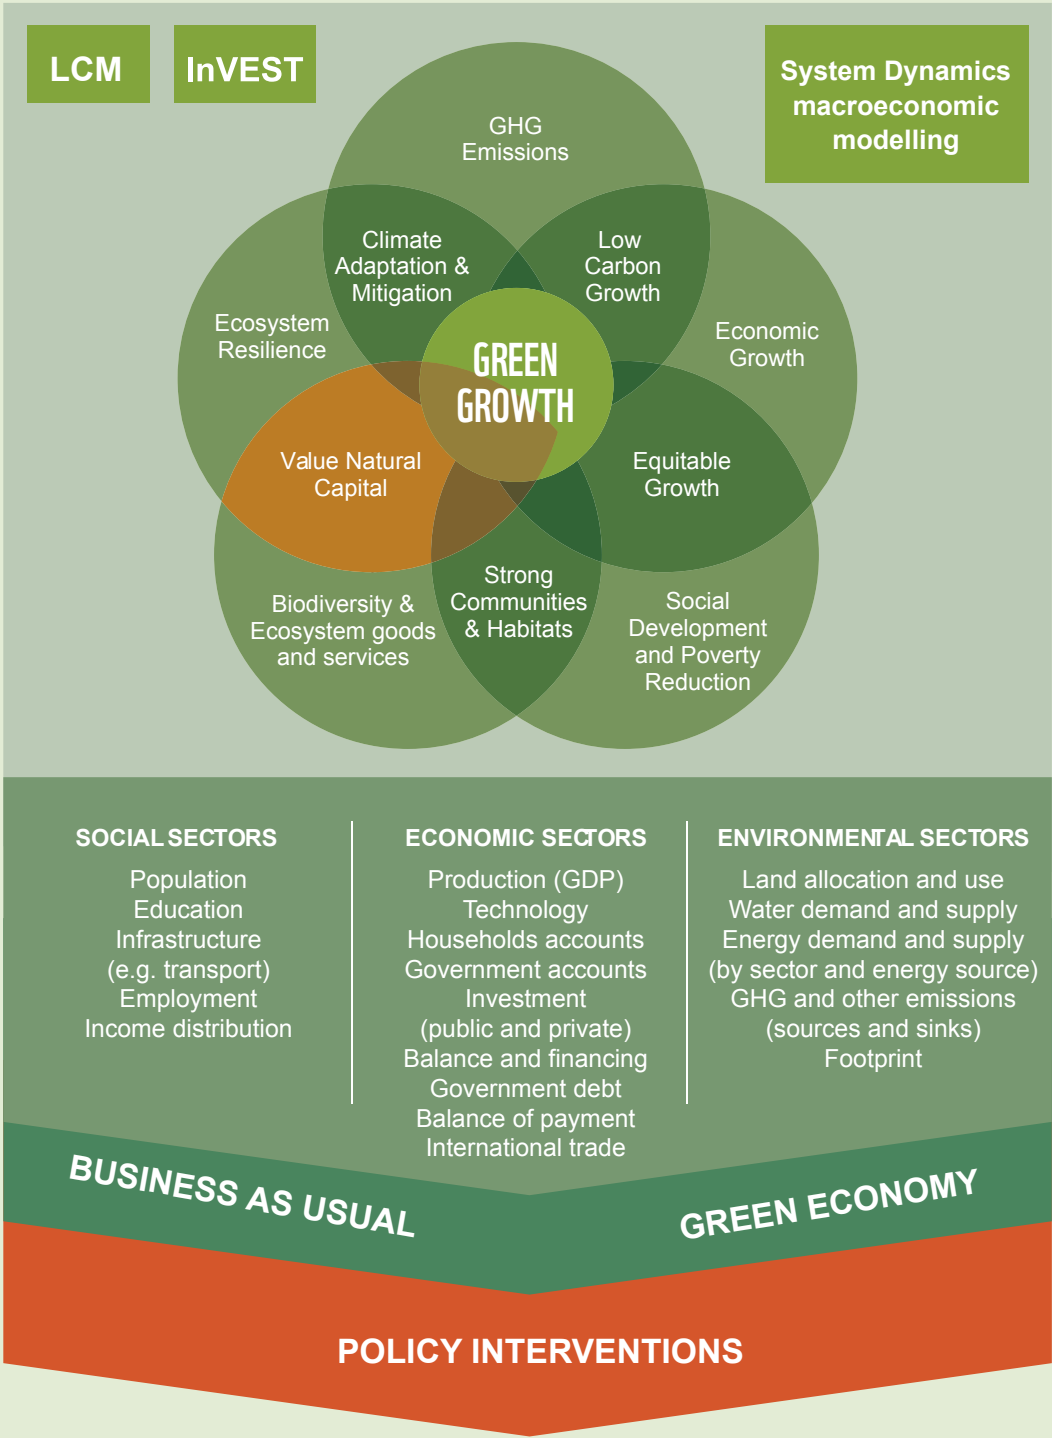 LCM
InVEST
System Dynamics
macroeconomic
modelling
GHG
Emissions
Climate
Adaptation &
Mitigation
Low
Carbon
Growth
Ecosystem
Resilience
GREEN
GROWTH
Economic
Growth
Value Natural
Capital
Equitable
Growth
Biodiversity &
Ecosystem goods
and services
Strong
Communities
& Habitats
Social
Development
and Poverty
Reduction
SOCIAL SECTORS
Population
Education
Infrastructure
(e.g. transport)
Employment
Income distribution
ECONOMIC SECTORS
Production (GDP)
Technology
Households accounts
Government accounts
Investment
(public and private)
Balance and financing
Government debt
Balance of payment
International trade
ENVIRONMENTAL SECTORS
Land allocation and use
Water demand and supply
Energy demand and supply
(by sector and energy source)
GHG and other emissions
(sources and sinks)
Footprint
BUSINESS AS USUAL
GREEN ECONOMY
POLICY INTERVENTIONS